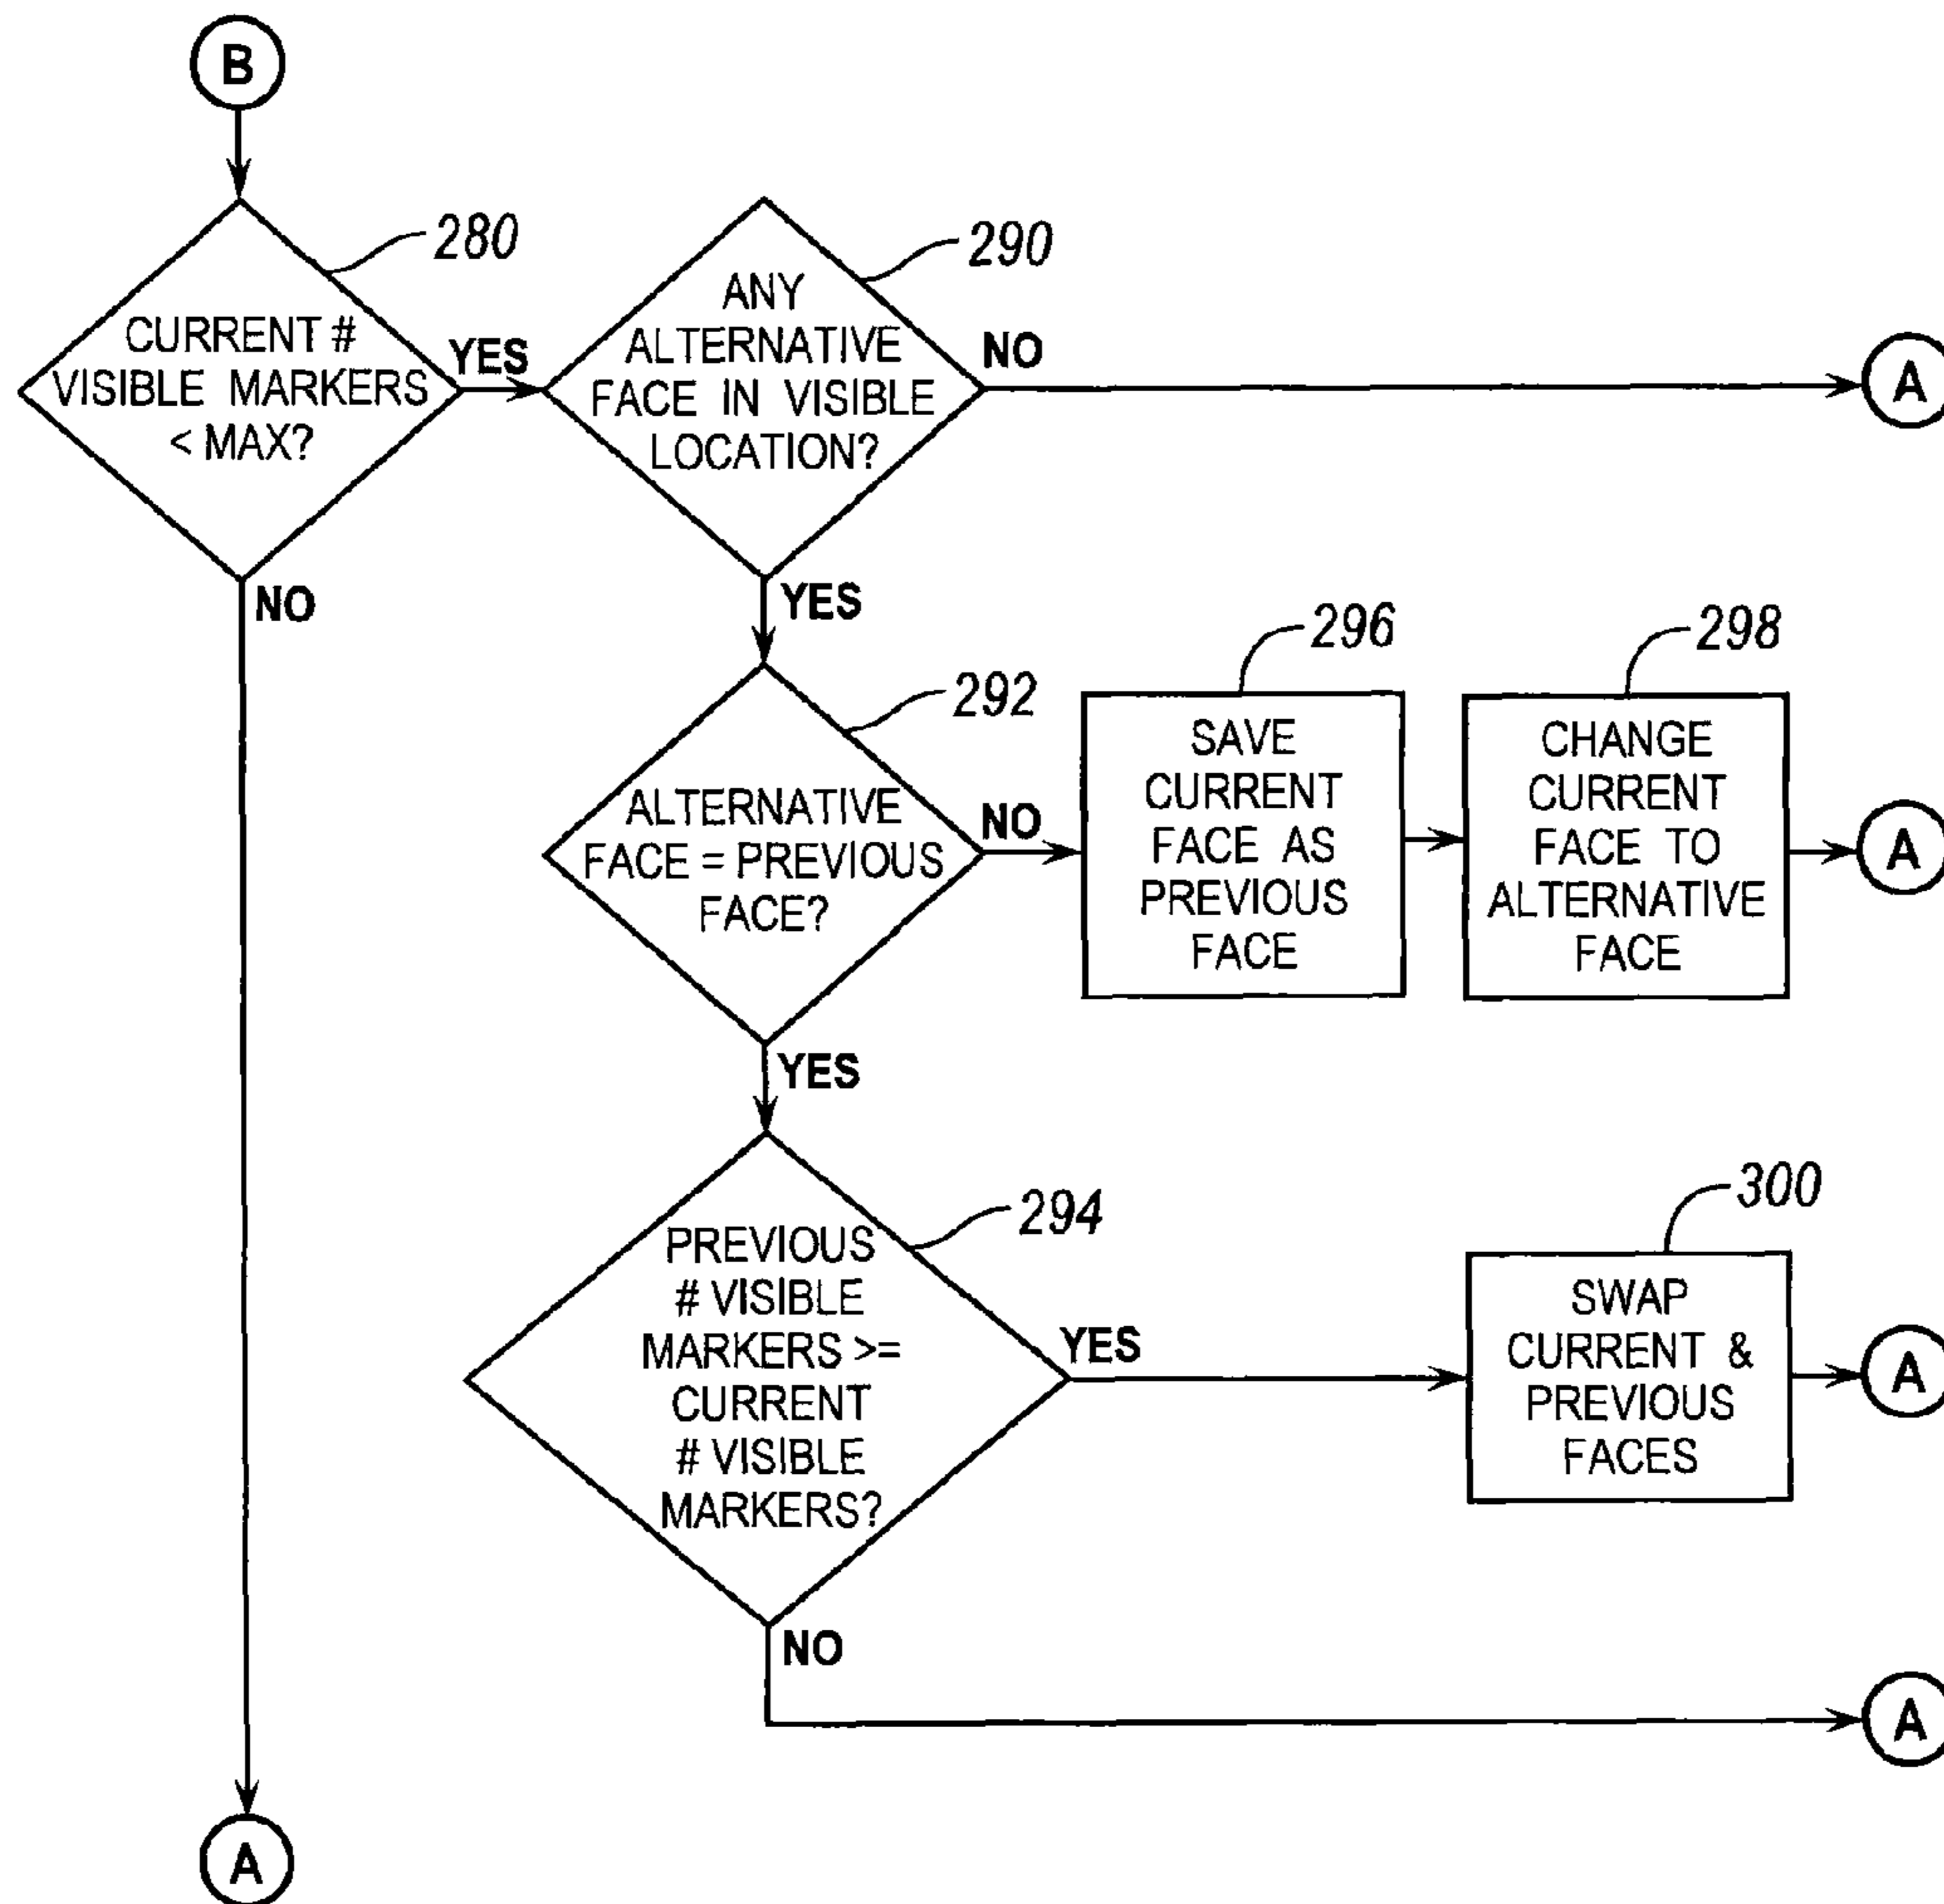 B
280
CURRENT #
VISIBLE MARKERS
< MAX?
YES
NO
290
ANY
ALTERNATIVE
FACE IN VISIBLE
LOCATION?
NO
A
YES
292
ALTERNATIVE
FACE = PREVIOUS
FACE?
NO
296
SAVE
CURRENT
FACE AS
PREVIOUS
FACE
298
CHANGE
CURRENT
FACE TO
ALTERNATIVE
FACE
A
YES
294
PREVIOUS
# VISIBLE
MARKERS >=
CURRENT
# VISIBLE
MARKERS?
YES
300
SWAP
CURRENT &
PREVIOUS
FACES
A
NO
A
A